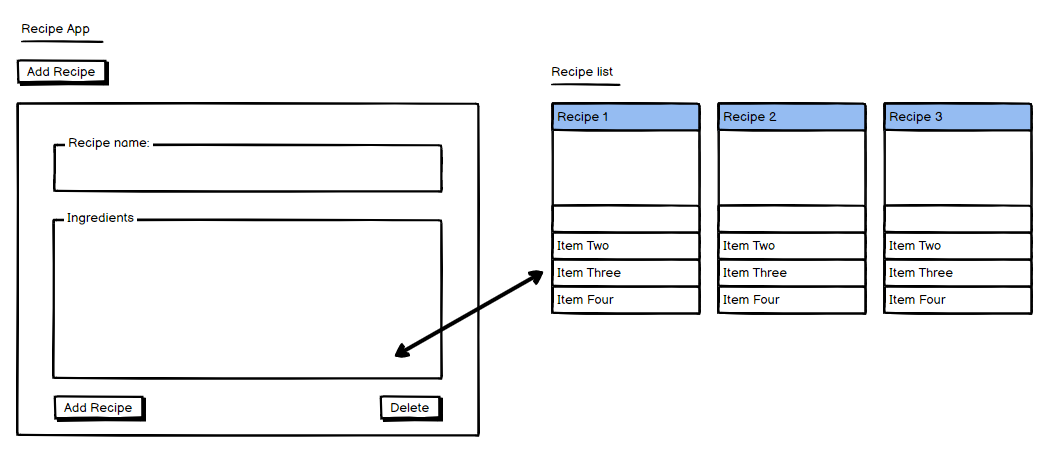 Recipe App
Add Recipe
Recipe name:
Ingredients
Add Recipe
Delete
Recipe list
Recipe 1
Item Two
Item Three
Item Four
Recipe 2
Item Two
Item Three
Item Four
Recipe 3
Item Two
Item Three
Item Four